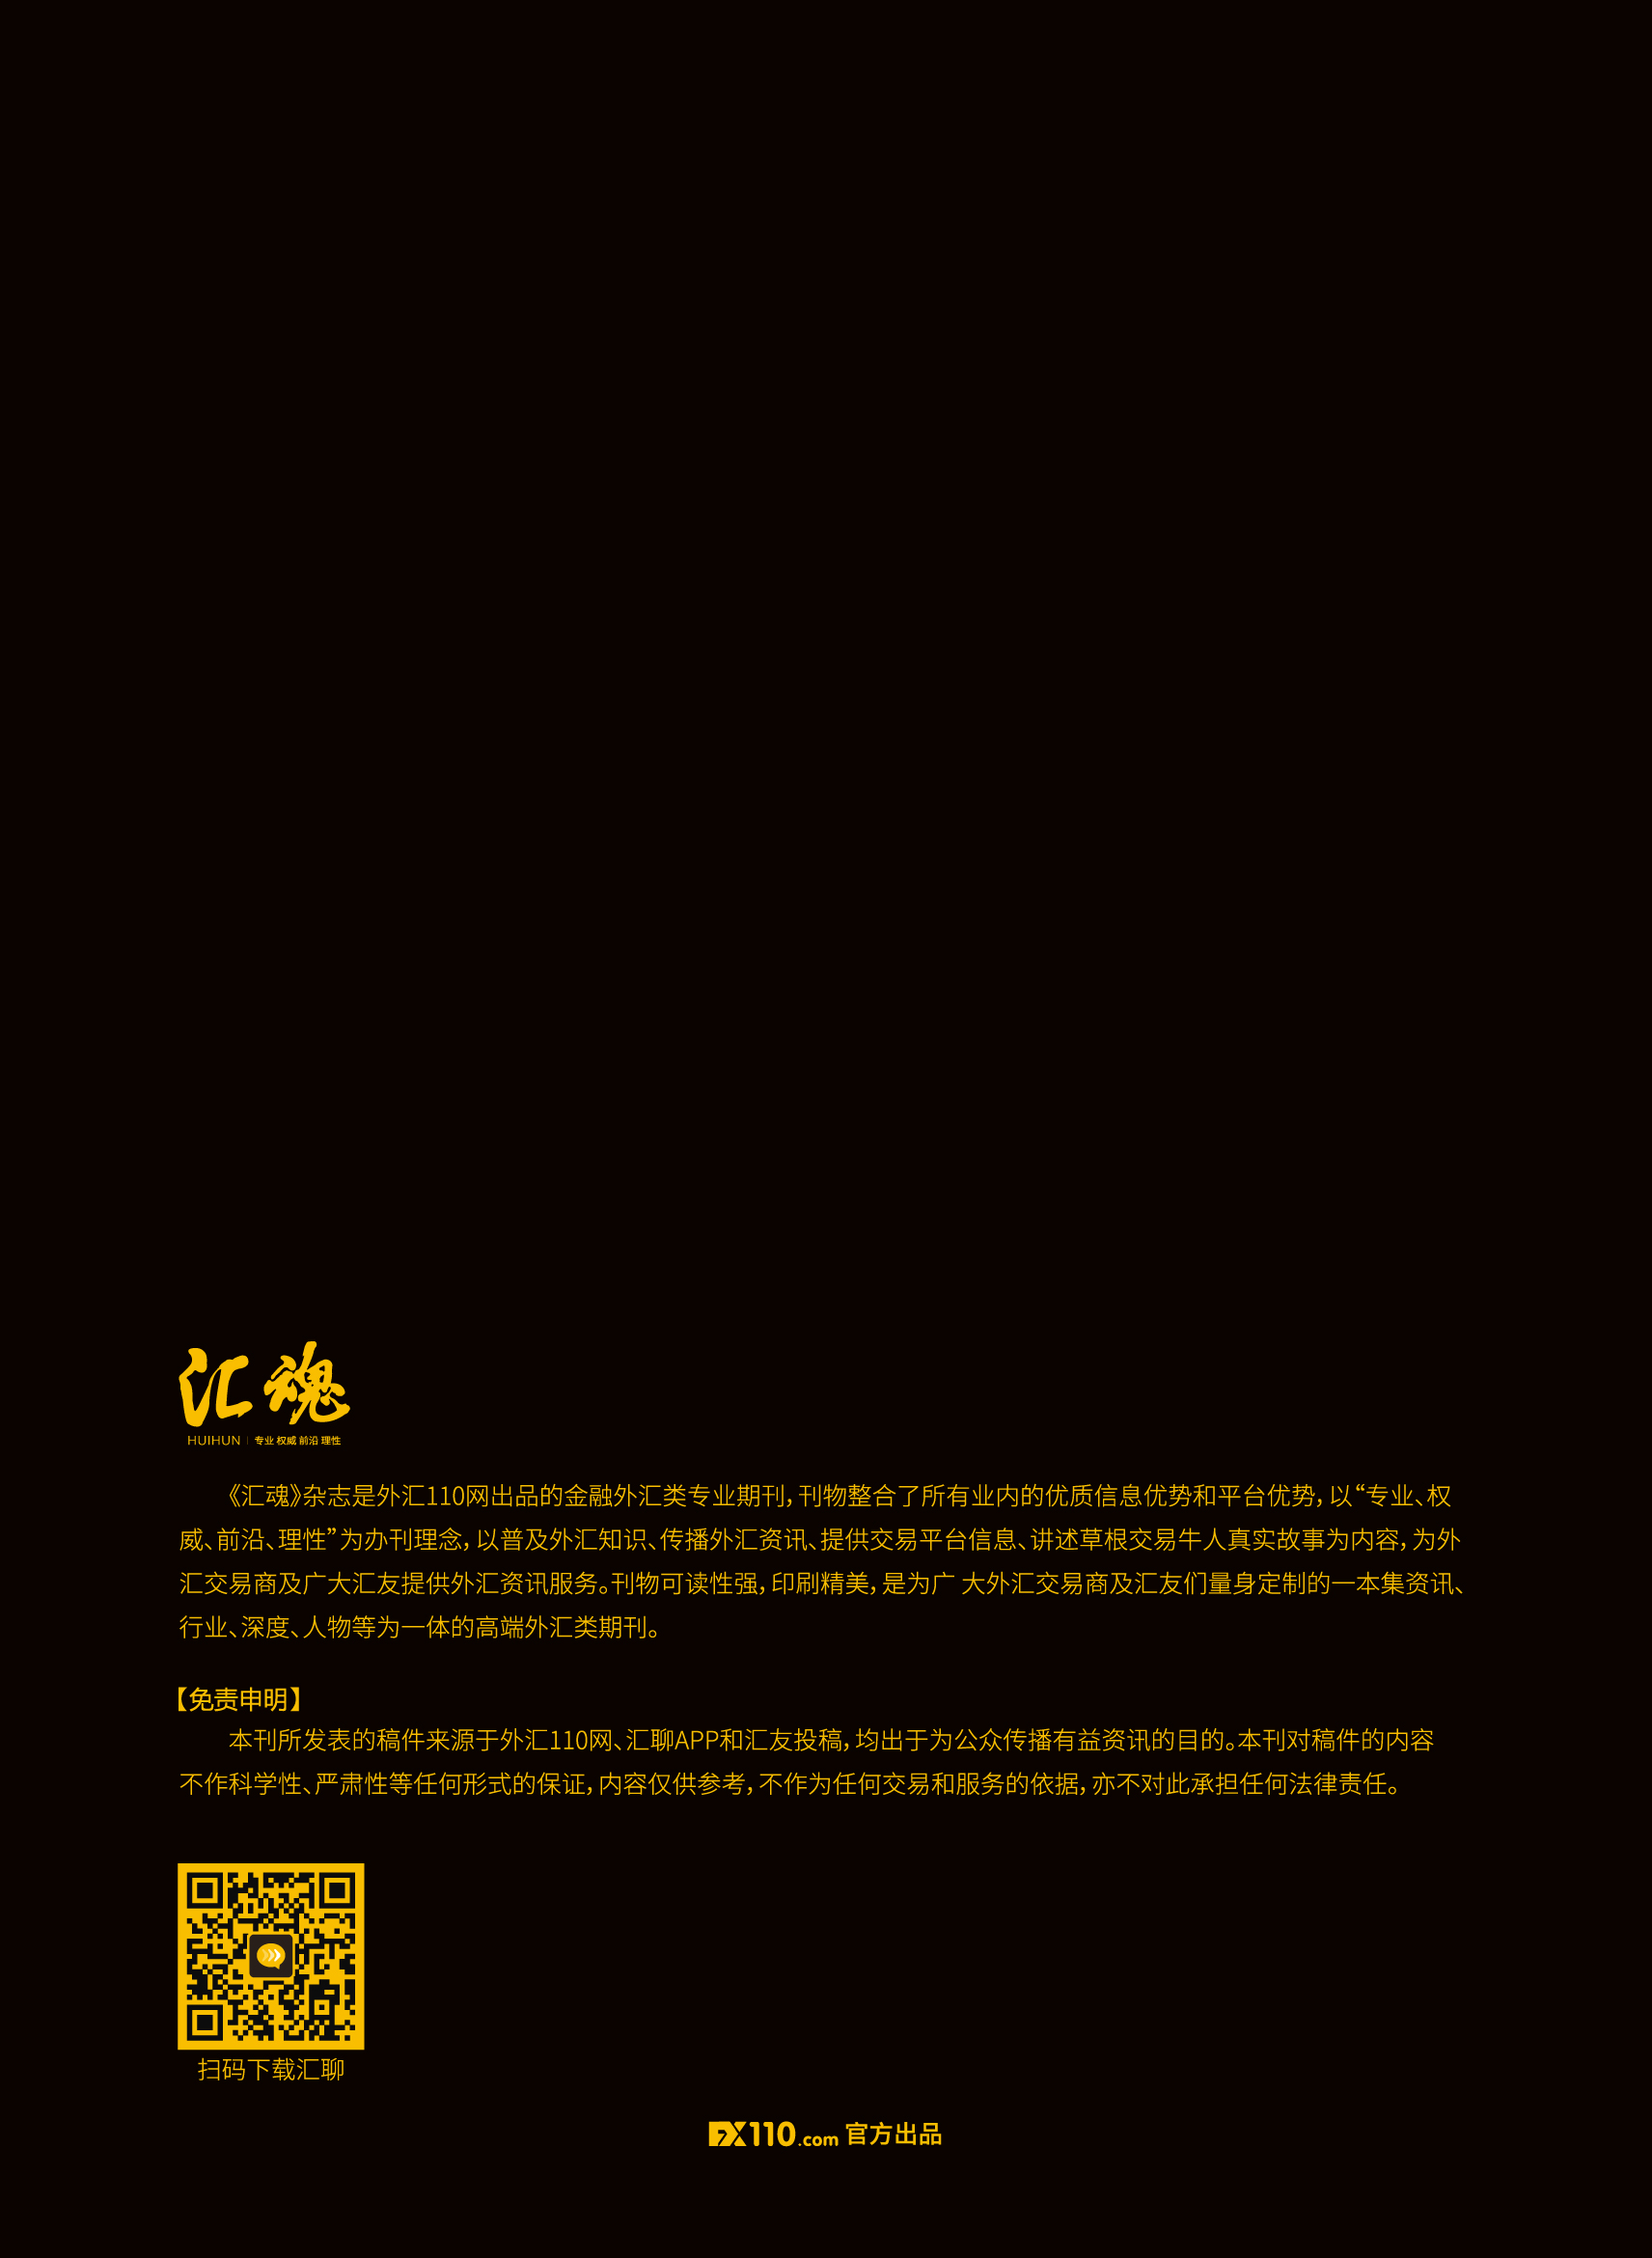 汇魂
HUIHUN | 专业 权威 前沿 理性
《汇魂》杂志是外汇110网出品的金融外汇类专业期刊，刊物整合了所有业内的优质信息优势和平台优势，以“专业、权
威、前沿、理性”为办刊理念，以普及外汇知识、传播外汇资讯、提供交易平台信息、讲述草根交易牛人真实故事为内容，为外
汇交易商及广大汇友提供外汇资讯服务。刊物可读性强，印刷精美，是为广 大外汇交易商及汇友们量身定制的一本集资讯、
行业、深度、人物等为一体的高端外汇类期刊。
【免责申明】
本刊所发表的稿件来源于外汇110网、汇聊APP和汇友投稿，均出于为公众传播有益资讯的目的。本刊对稿件的内容
不作科学性、严肃性等任何形式的保证，内容仅供参考，不作为任何交易和服务的依据，亦不对此承担任何法律责任。
扫码下载汇聊
FX110.com 官方出品